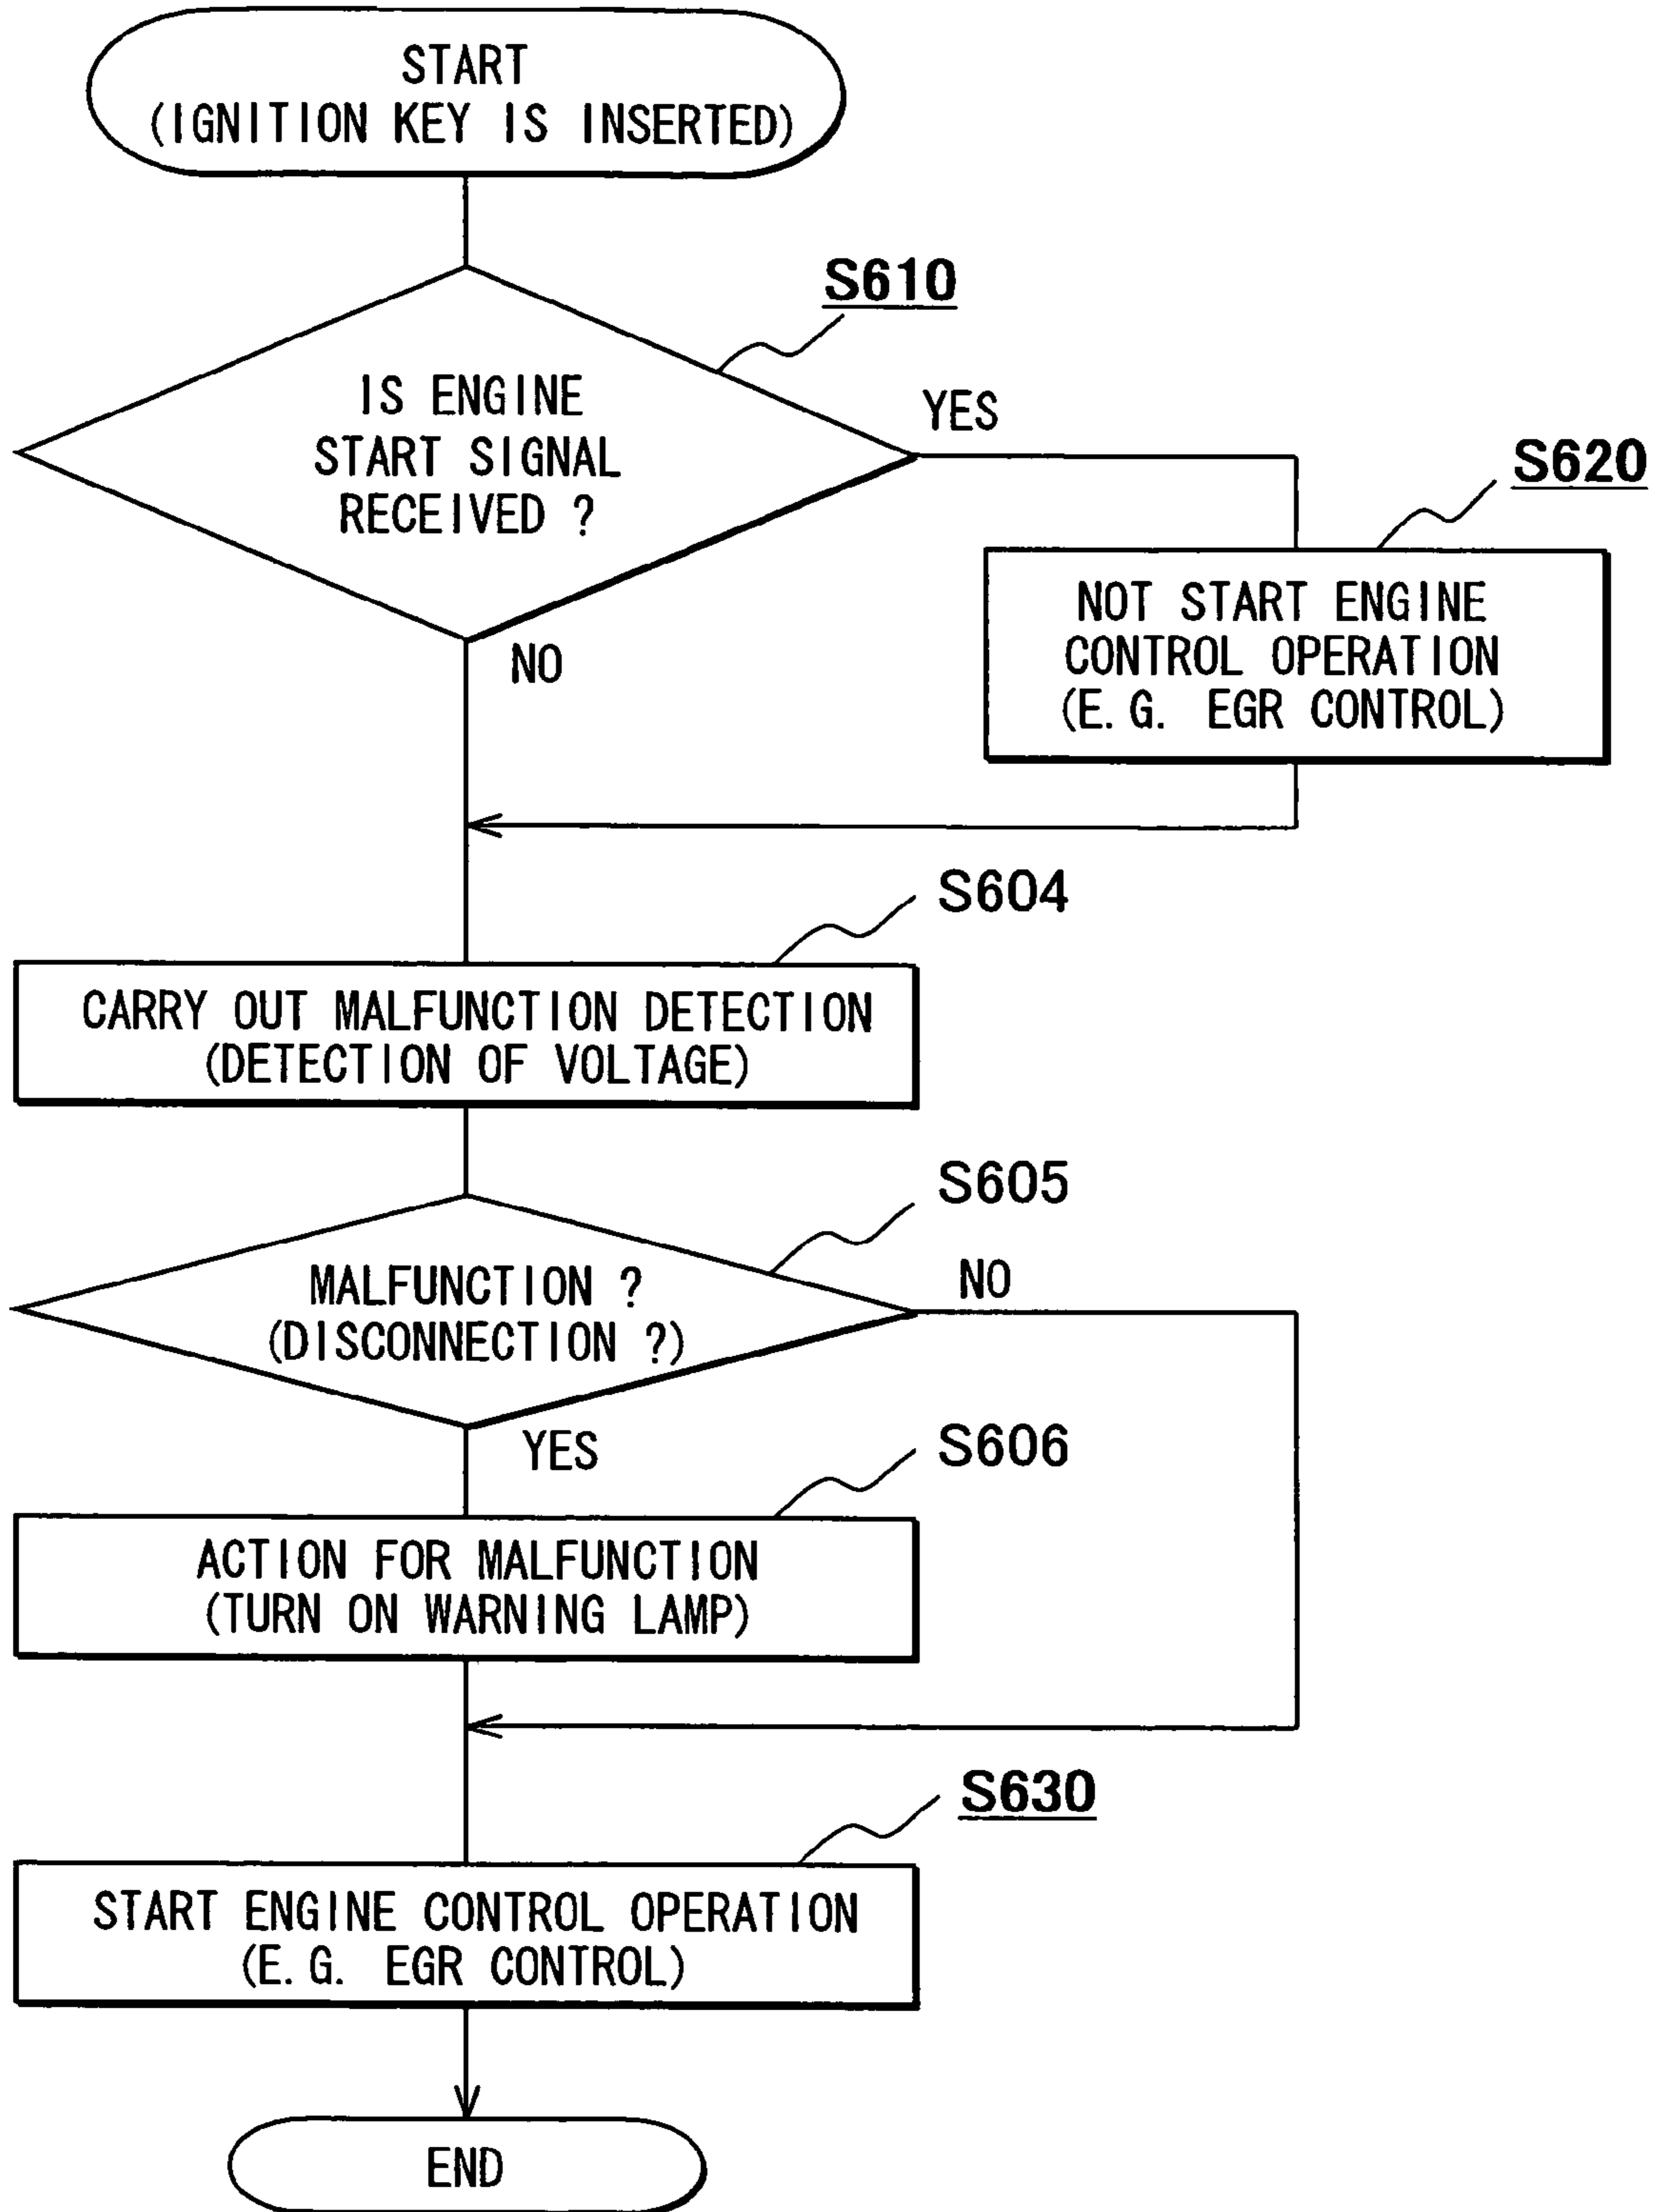 START
(IGNITION KEY IS INSERTED)
S610
IS ENGINE
START SIGNAL
RECEIVED ?
YES
NO
S620
NOT START ENGINE
CONTROL OPERATION
(E.G. EGR CONTROL)
S604
CARRY OUT MALFUNCTION DETECTION
(DETECTION OF VOLTAGE)
S605
MALFUNCTION ?
(DISCONNECTION ?)
NO
YES
S606
ACTION FOR MALFUNCTION
(TURN ON WARNING LAMP)
S630
START ENGINE CONTROL OPERATION
(E.G. EGR CONTROL)
END